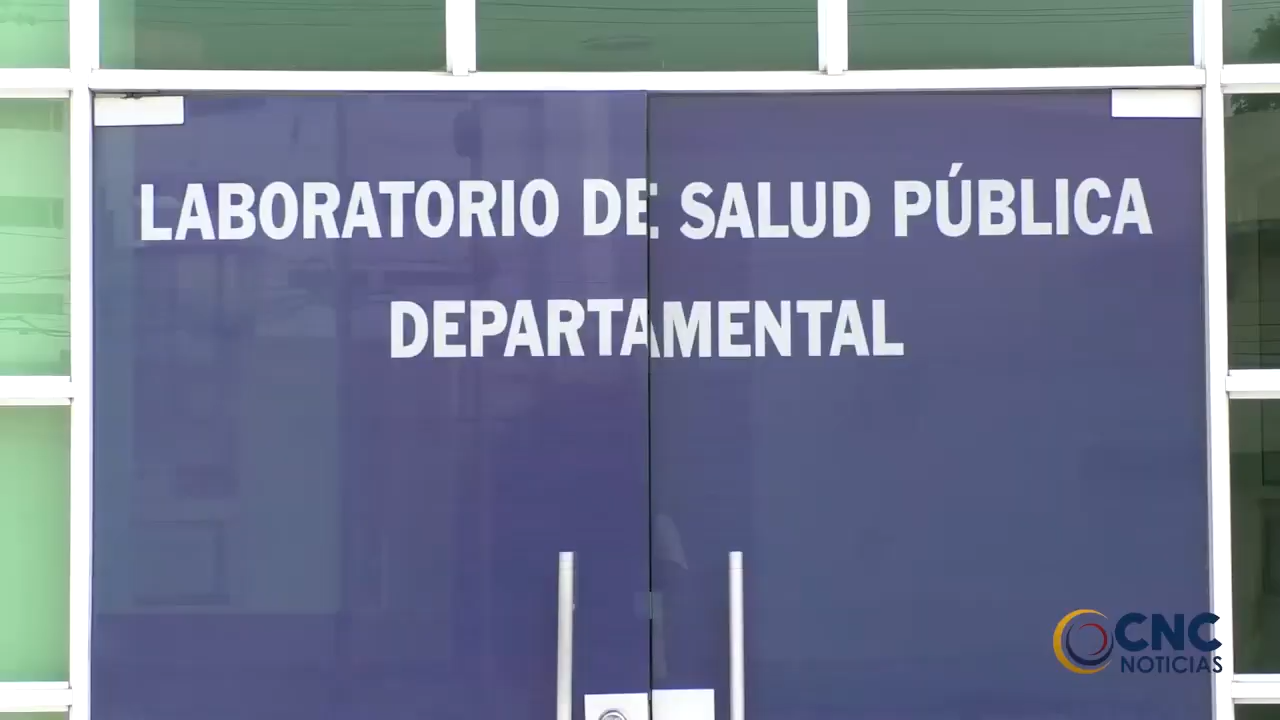 LABORATORIO DE SALUD PÚBLICA
DEPARTAMENTAL
CNC
NOTICIAS